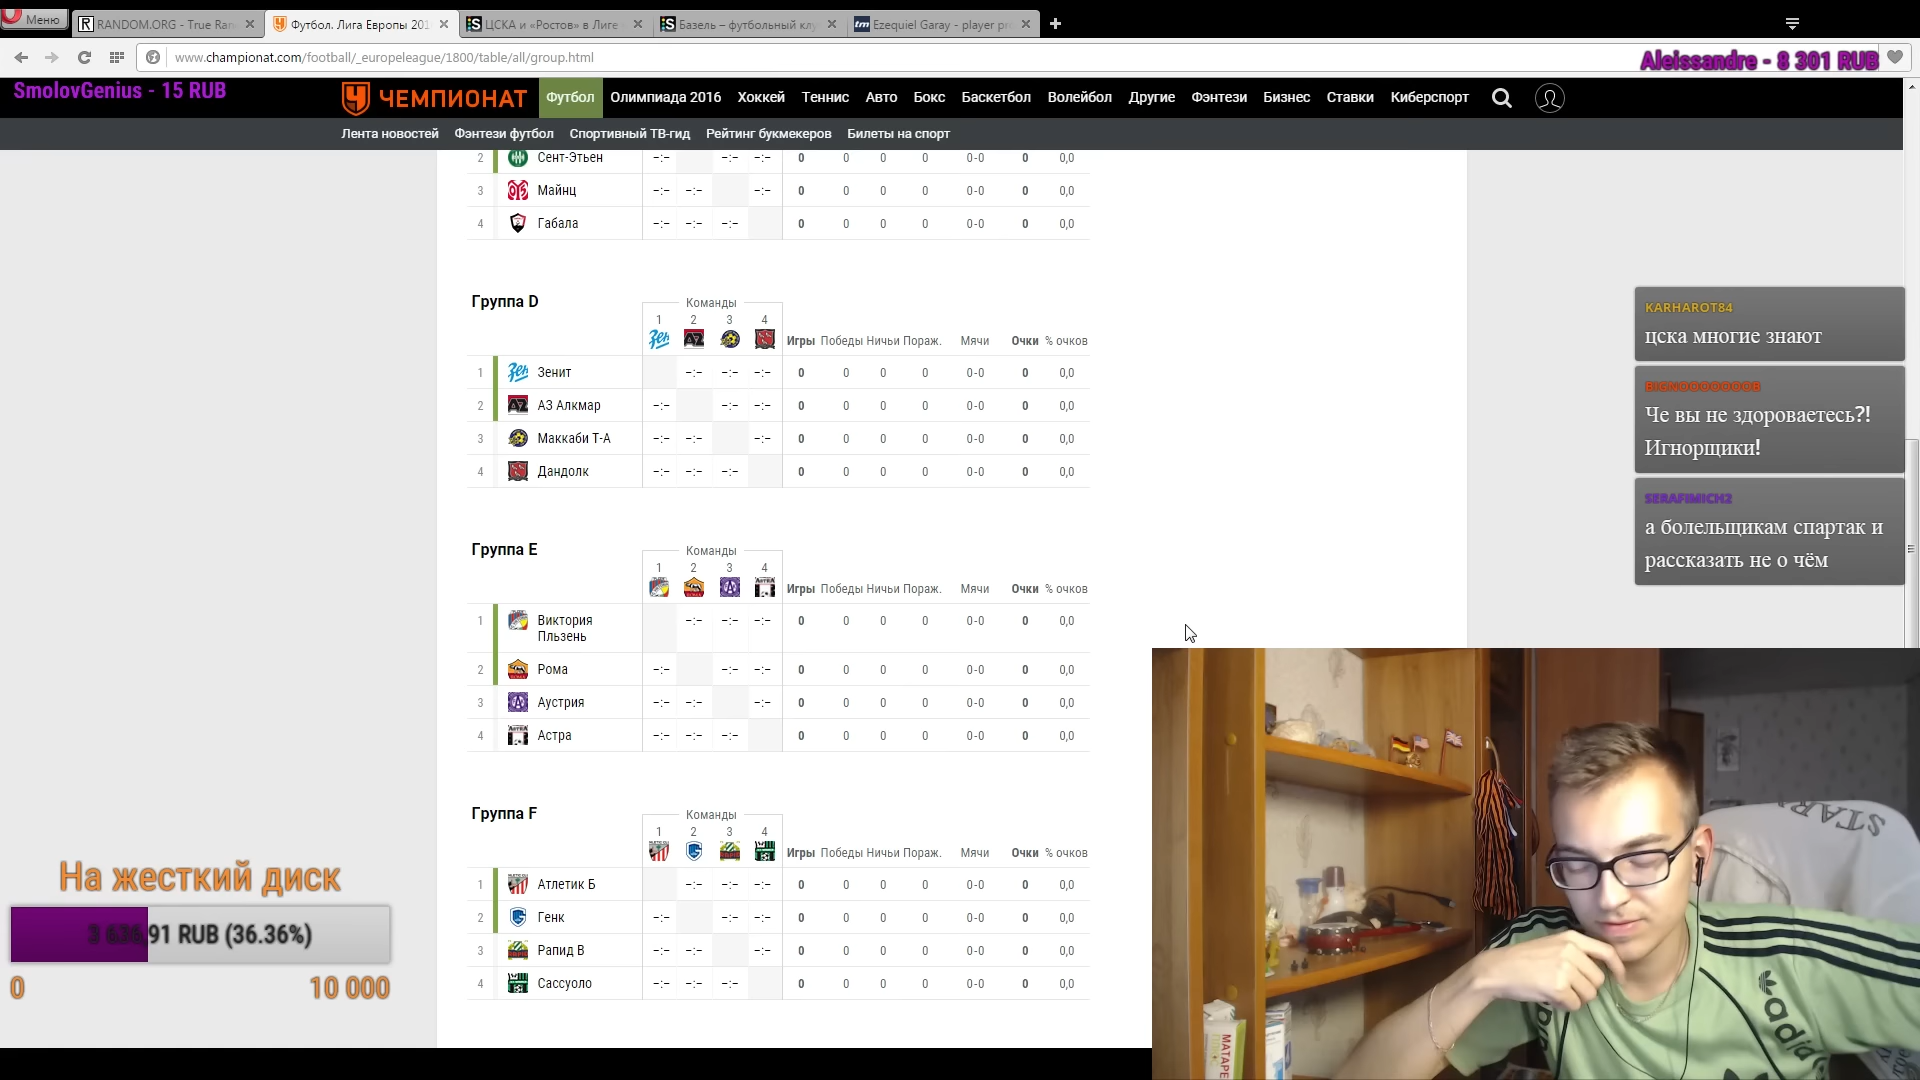 Меню
RANDOM.ORG - True Ran
Футбол. Лига Европы 201
ЦСКА и «Ростов» в Лиге
Базель – футбольный клу
Ezequiel Garay - player pr
www.championat.com/football/_europeleague/1800/table/all/group.html
Aleissandre - 8 301 RUB
SmolovGenius - 15 RUB
ЧЕМПИОНАТ
Футбол Олимпиада 2016 Хоккей Теннис Авто Бокс Баскетбол Волейбол Другие Фэнтези Бизнес Ставки Киберспорт
Лента новостей Фэнтези футбол Спортивный ТВ-гид Рейтинг букмекеров Билеты на спорт
2 Сент-Этьен –:– –:– –:– 0 0 0 0 0-0 0 0,0
3 Майнц –:– –:– –:– 0 0 0 0 0-0 0 0,0
4 Габала –:– –:– –:– 0 0 0 0 0-0 0 0,0
Группа D
Команды
1 2 3 4
Игры Победы Ничьи Пораж. Мячи Очки % очков
1 Зенит –:– –:– –:– 0 0 0 0 0-0 0 0,0
2 АЗ Алкмар –:– –:– –:– 0 0 0 0 0-0 0 0,0
3 Маккаби Т-А –:– –:– –:– 0 0 0 0 0-0 0 0,0
4 Дандолк –:– –:– –:– 0 0 0 0 0-0 0 0,0
Группа E
Команды
1 2 3 4
Игры Победы Ничьи Пораж. Мячи Очки % очков
1 Виктория –:– –:– –:– 0 0 0 0 0-0 0 0,0
Пльзень
2 Рома –:– –:– –:– 0 0 0 0 0-0 0 0,0
3 Аустрия –:– –:– –:– 0 0 0 0 0-0 0 0,0
4 Астра –:– –:– –:– 0 0 0 0 0-0 0 0,0
Группа F
Команды
1 2 3 4
Игры Победы Ничьи Пораж. Мячи Очки % очков
1 Атлетик Б –:– –:– –:– 0 0 0 0 0-0 0 0,0
2 Генк –:– –:– –:– 0 0 0 0 0-0 0 0,0
3 Рапид В –:– –:– –:– 0 0 0 0 0-0 0 0,0
4 Сассуоло –:– –:– –:– 0 0 0 0 0-0 0 0,0
KARHAROT84
цска многие знают
BIGNOOOOOOOB
Че вы не здороваетесь?!
Игнорщики!
SERAFIMICH2
а болельщикам спартак и
рассказать не о чём
На жесткий диск
3 636.91 RUB (36.36%)
0 10 000
STAR
adidas
МАТАРЕ